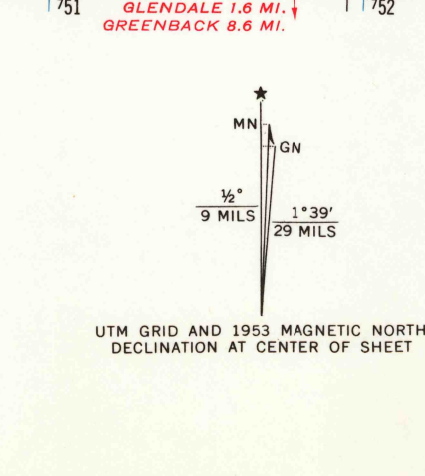 751 GLENDALE 1.6 MI. 752
GREENBACK 8.6 MI.
★
MN
GN
½°
9 MILS
1°39′
29 MILS
UTM GRID AND 1953 MAGNETIC NORTH
DECLINATION AT CENTER OF SHEET